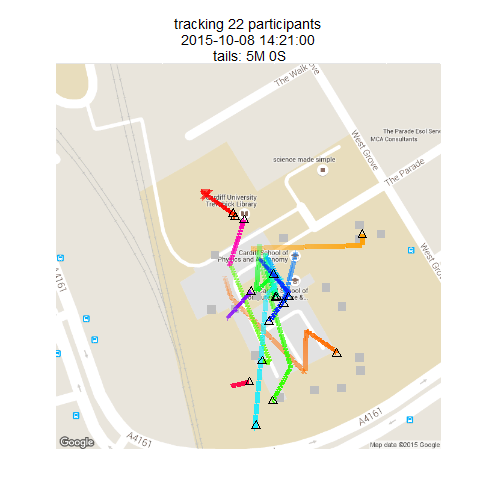 tracking 22 participants
2015-10-08 14:21:00
tails: 5M 0S
The Walk
West Grove
The Parade Esol Serv
MCA Consultants
science made simple
The Parade
Cardiff University
Trevithick Library
West Grove
Cardiff School of
Physics and Astronomy
School of
A4161
A4161
A4161
Google
Map data ©2015 Google